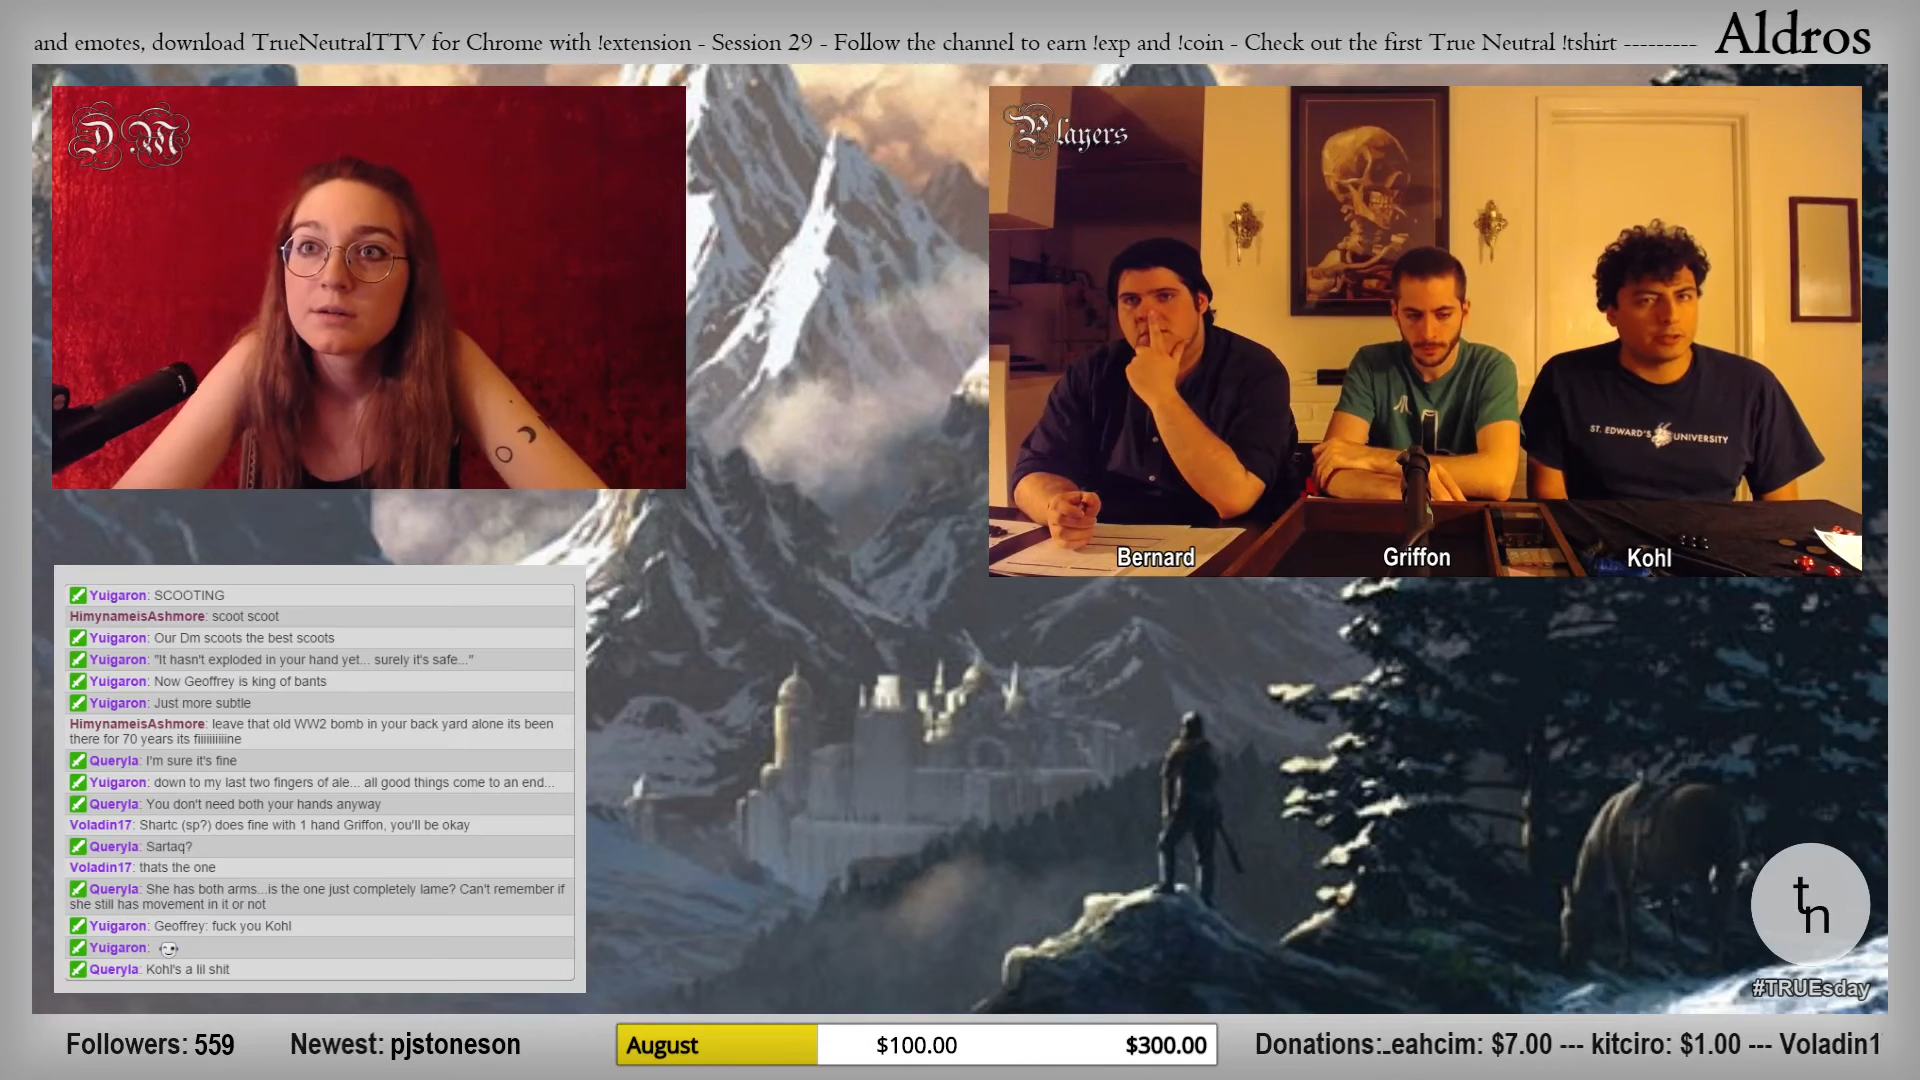 and emotes, download TrueNeutralTTV for Chrome with !extension - Session 29 - Follow the channel to earn !exp and !coin - Check out the first True Neutral !tshirt ---------
Aldros
DM
Players
ST. EDWARD'S UNIVERSITY
Bernard
Griffon
Kohl
Yuigaron: SCOOTING
HimynameisAshmore: scoot scoot
Yuigaron: Our Dm scoots the best scoots
Yuigaron: "It hasn't exploded in your hand yet... surely it's safe..."
Yuigaron: Now Geoffrey is king of bants
Yuigaron: Just more subtle
HimynameisAshmore: leave that old WW2 bomb in your back yard alone its been
there for 70 years its fiiiiiiiiiine
Queryla: I'm sure it's fine
Yuigaron: down to my last two fingers of ale... all good things come to an end...
Queryla: You don't need both your hands anyway
Voladin17: Shartc (sp?) does fine with 1 hand Griffon, you'll be okay
Queryla: Sartaq?
Voladin17: thats the one
Queryla: She has both arms...is the one just completely lame? Can't remember if
she still has movement in it or not
Yuigaron: Geoffrey: fuck you Kohl
Yuigaron:
Queryla: Kohl's a lil shit
tn
#TRUEsday
Followers: 559
Newest: pjstoneson
August
$100.00
$300.00
Donations:..eahcim: $7.00 --- kitciro: $1.00 --- Voladin1